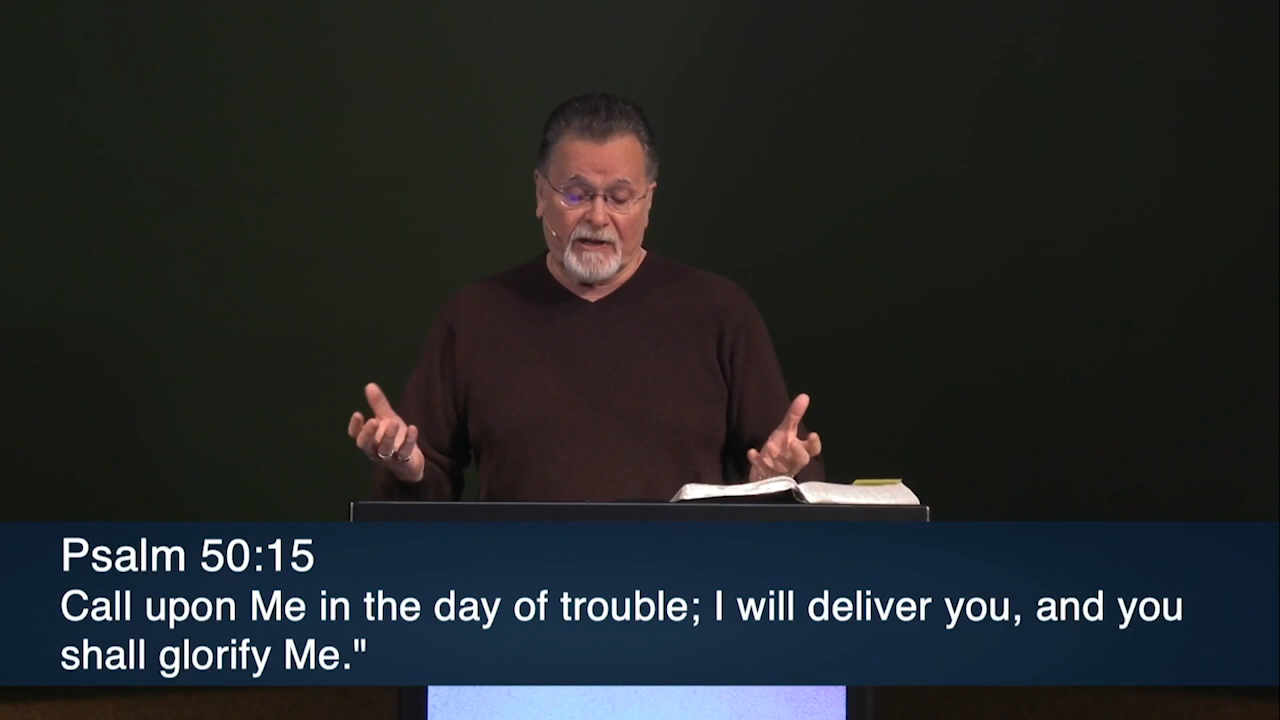 Psalm 50:15
Call upon Me in the day of trouble; I will deliver you, and you
shall glorify Me."